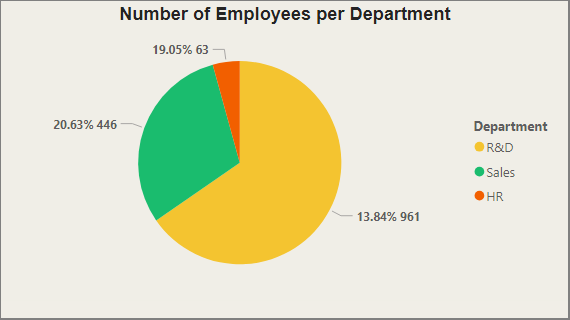 Number of Employees per Department
19.05% 63
20.63% 446
13.84% 961
Department
R&D
Sales
HR